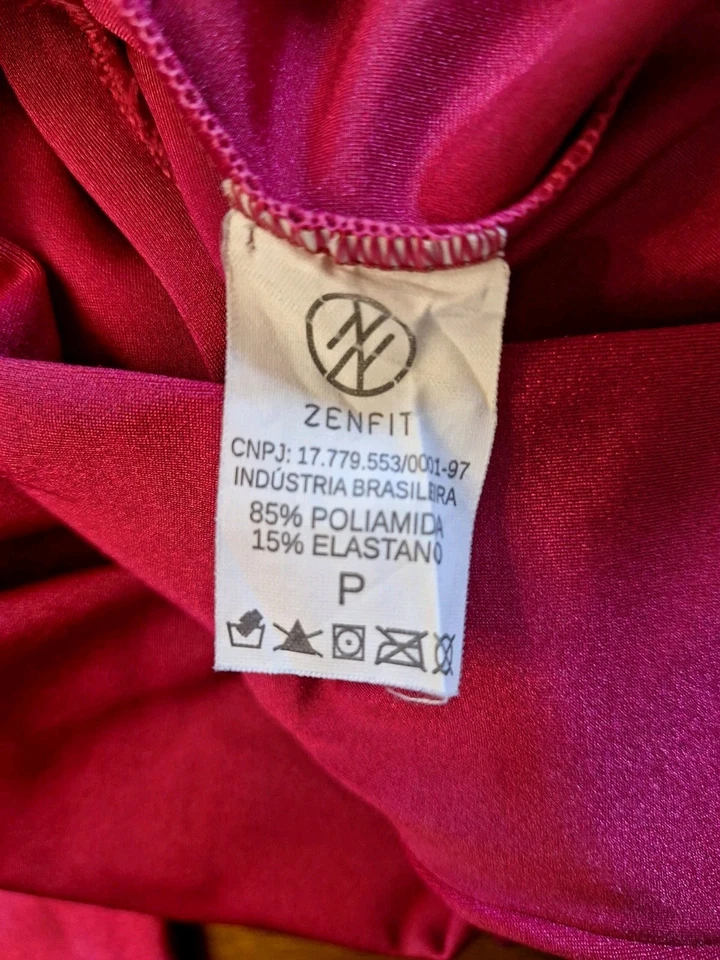 ZENFIT
CNPJ: 17.779.553/0001-97
INDÚSTRIA BRASILEIRA
85% POLIAMIDA
15% ELASTANO
P